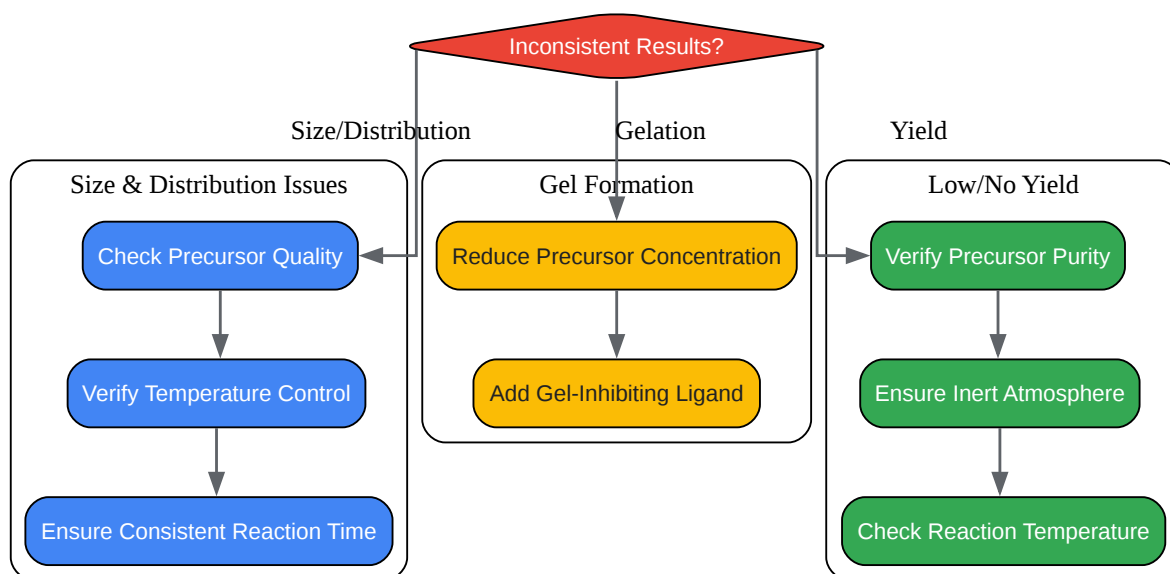 Inconsistent Results?
Size/Distribution
Gelation
Yield
Size & Distribution Issues
Gel Formation
Low/No Yield
Check Precursor Quality
Reduce Precursor Concentration
Verify Precursor Purity
Verify Temperature Control
Add Gel-Inhibiting Ligand
Ensure Inert Atmosphere
Ensure Consistent Reaction Time
Check Reaction Temperature